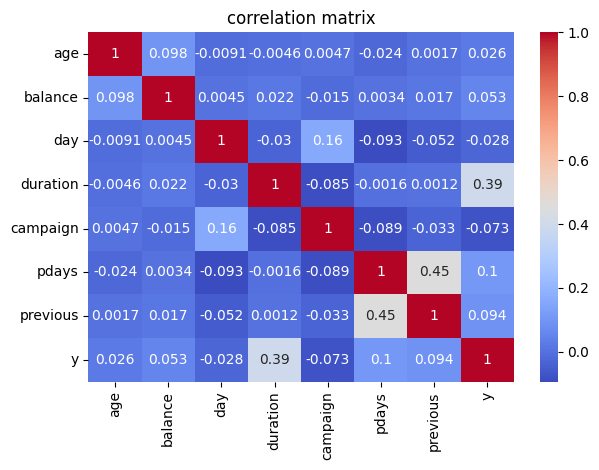 correlation matrix
age 1 0.098 -0.0091 -0.0046 0.0047 -0.024 0.0017 0.026
balance 0.098 1 0.0045 0.022 -0.015 0.0034 0.017 0.053
day -0.0091 0.0045 1 -0.03 0.16 -0.093 -0.052 -0.028
duration -0.0046 0.022 -0.03 1 -0.085 -0.0016 0.0012 0.39
campaign 0.0047 -0.015 0.16 -0.085 1 -0.089 -0.033 -0.073
pdays -0.024 0.0034 -0.093 -0.0016 -0.089 1 0.45 0.1
previous 0.0017 0.017 -0.052 0.0012 -0.033 0.45 1 0.094
y 0.026 0.053 -0.028 0.39 -0.073 0.1 0.094 1
age balance day duration campaign pdays previous y
1.0
0.8
0.6
0.4
0.2
0.0